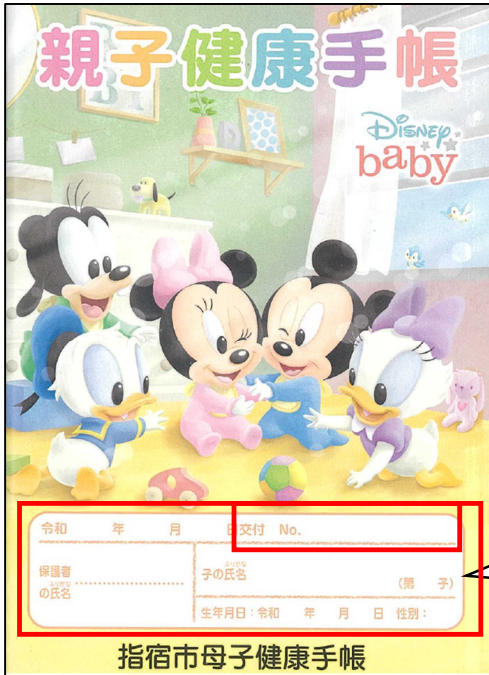 親子健康手帳
Disney
baby
令和 年 月 日交付 No.
保護者
の氏名
ふりがな
子の氏名
ふりがな
(第 子)
生年月日:令和 年 月 日 性別:
指宿市母子健康手帳